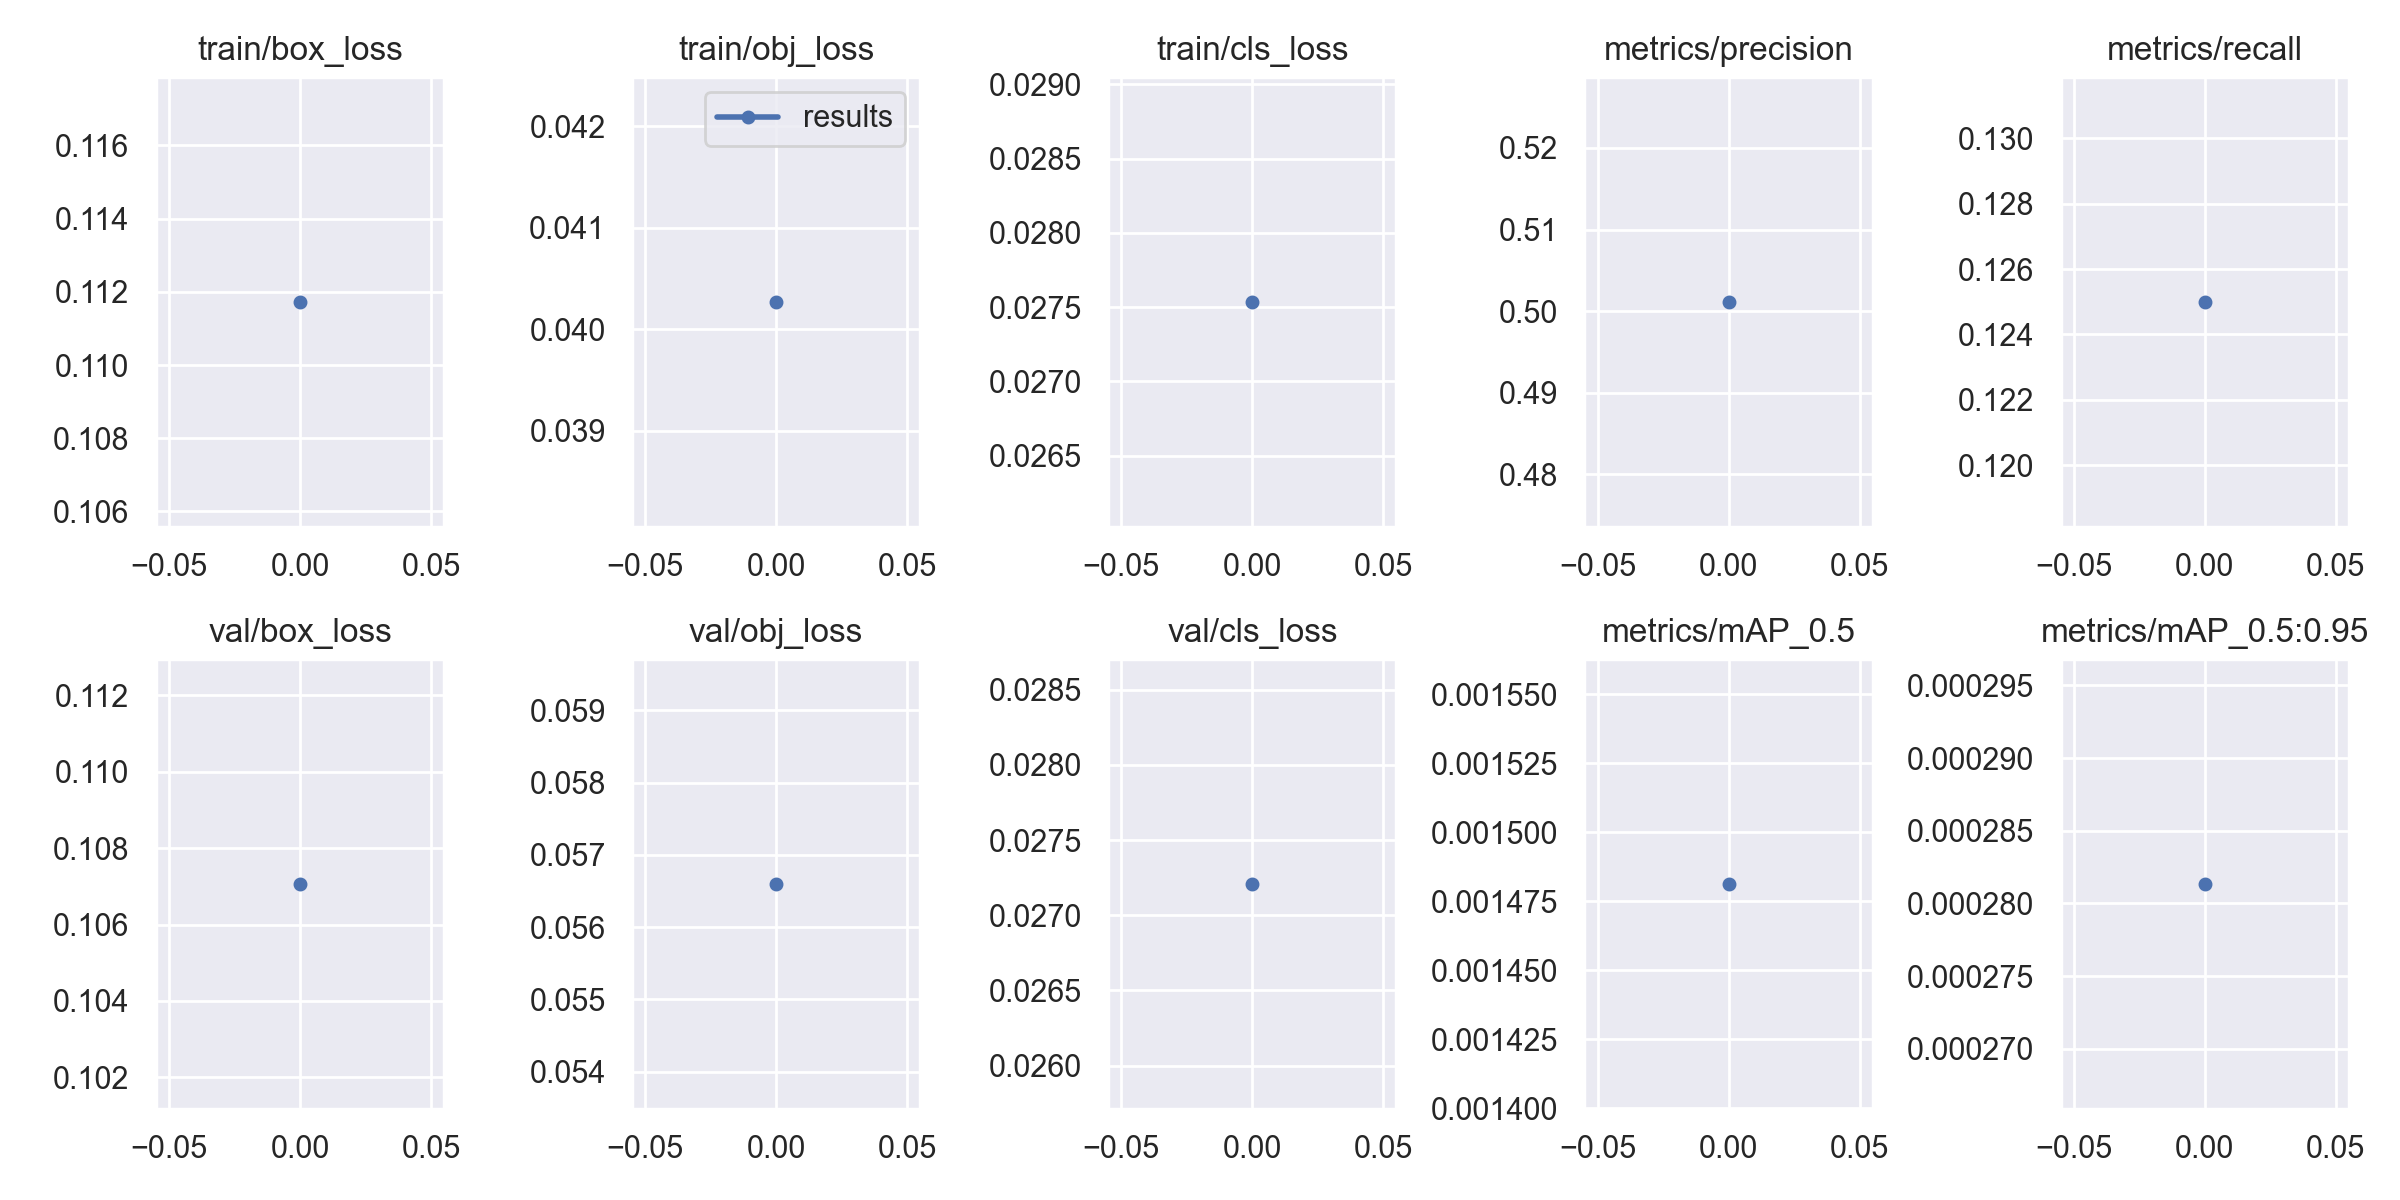 train/box_loss train/obj_loss train/cls_loss metrics/precision metrics/recall
results
0.116 0.042 0.0290 0.52 0.130
0.114 0.041 0.0285 0.51 0.128
0.112 0.040 0.0280 0.50 0.126
0.110 0.039 0.0275 0.49 0.124
0.108 0.0270 0.48 0.122
0.106 0.0265 0.120
−0.05 0.00 0.05 −0.05 0.00 0.05 −0.05 0.00 0.05 −0.05 0.00 0.05 −0.05 0.00 0.05
val/box_loss val/obj_loss val/cls_loss metrics/mAP_0.5 metrics/mAP_0.5:0.95
0.112 0.059 0.0285 0.001550 0.000295
0.110 0.058 0.0280 0.001525 0.000290
0.108 0.057 0.0275 0.001500 0.000285
0.106 0.056 0.0270 0.001475 0.000280
0.104 0.055 0.0265 0.001450 0.000275
0.102 0.054 0.0260 0.001425 0.000270
0.001400
−0.05 0.00 0.05 −0.05 0.00 0.05 −0.05 0.00 0.05 −0.05 0.00 0.05 −0.05 0.00 0.05